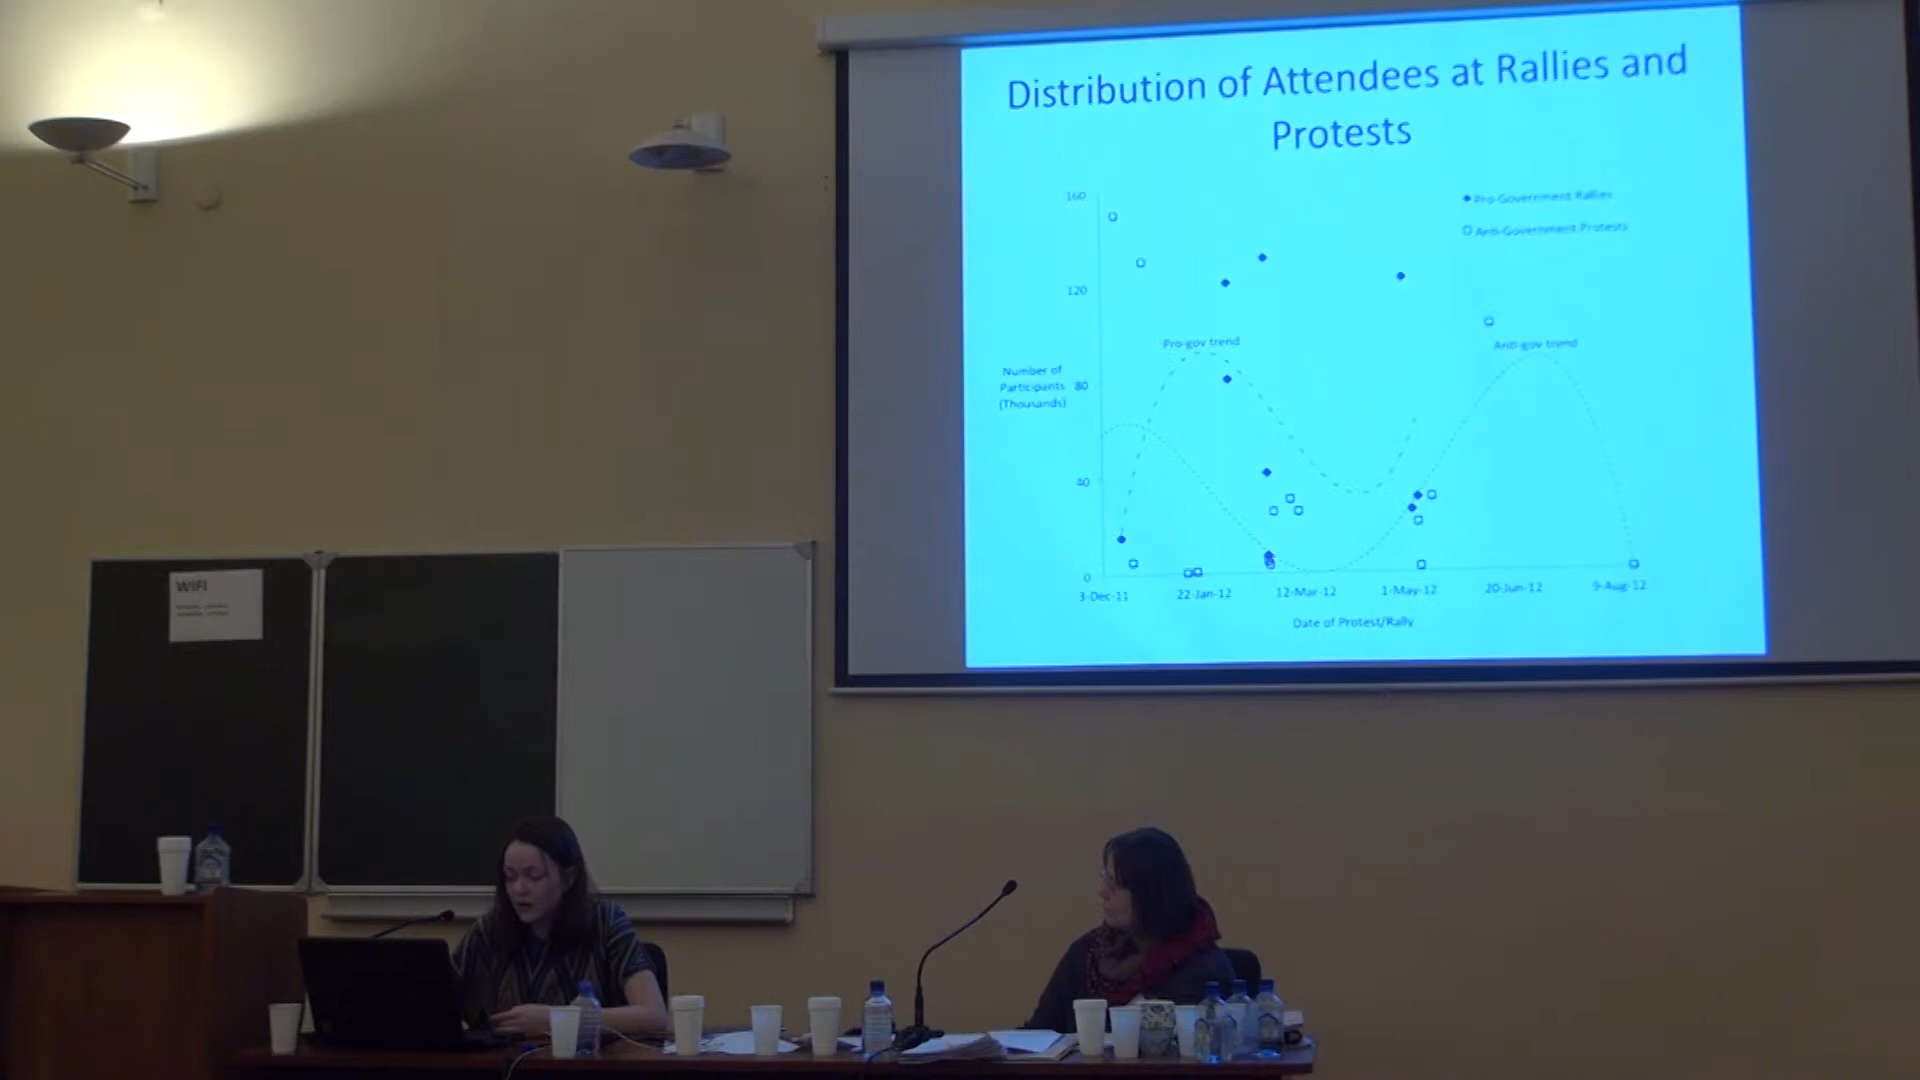 Distribution of Attendees at Rallies and
Protests
160
120
80
40
0
Number of
Participants
(Thousands)
Pro-Government Rallies
Anti-Government Protests
Pro-gov trend
Anti-gov trend
3-Dec-11
22-Jan-12
12-Mar-12
1-May-12
20-Jun-12
9-Aug-12
Date of Protest/Rally
WIFI